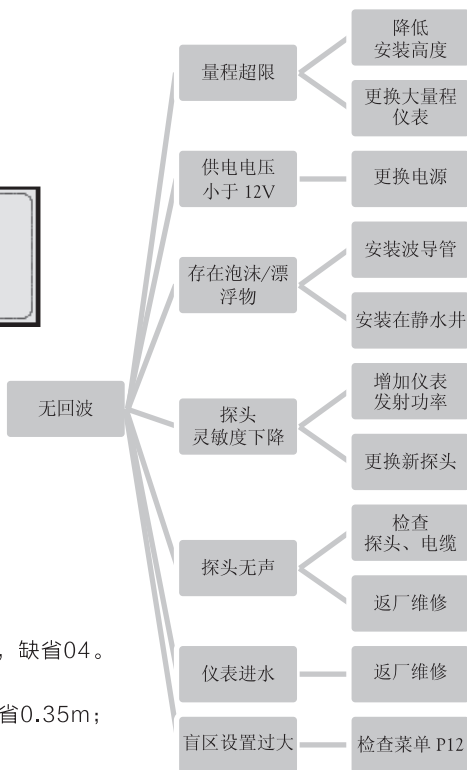 降低
安装高度
量程超限
更换大量程
仪表
供电电压
小于 12V
更换电源
安装波导管
存在泡沫/漂
浮物
安装在静水井
增加仪表
发射功率
无回波
探头
灵敏度下降
更换新探头
检查
探头、电缆
探头无声
返厂维修
，缺省04。
仪表进水
返厂维修
省0.35m；
盲区设置过大
检查菜单 P12